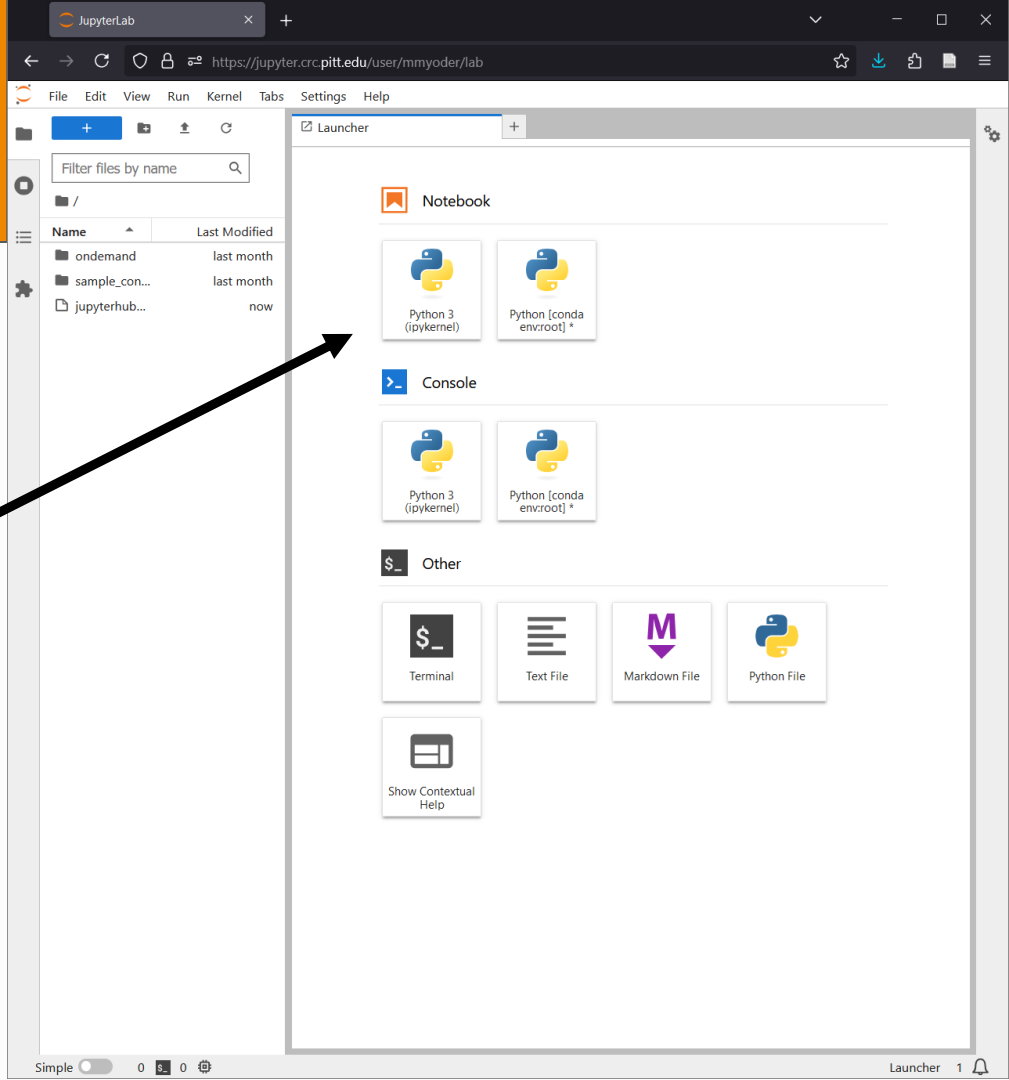 JupyterLab
https://jupyter.crc.pitt.edu/user/mmyoder/lab
File Edit View Run Kernel Tabs Settings Help
+
Launcher
Filter files by name
/
Name Last Modified
ondemand last month
sample_con... last month
jupyterhub... now
Notebook
Python 3
(ipykernel)
Python [conda
env:root] *
Console
Python 3
(ipykernel)
Python [conda
env:root] *
$_ Other
$_
Terminal
Text File
M
Markdown File
Python File
Show Contextual
Help
Simple 0 $_ 0 Launcher 1